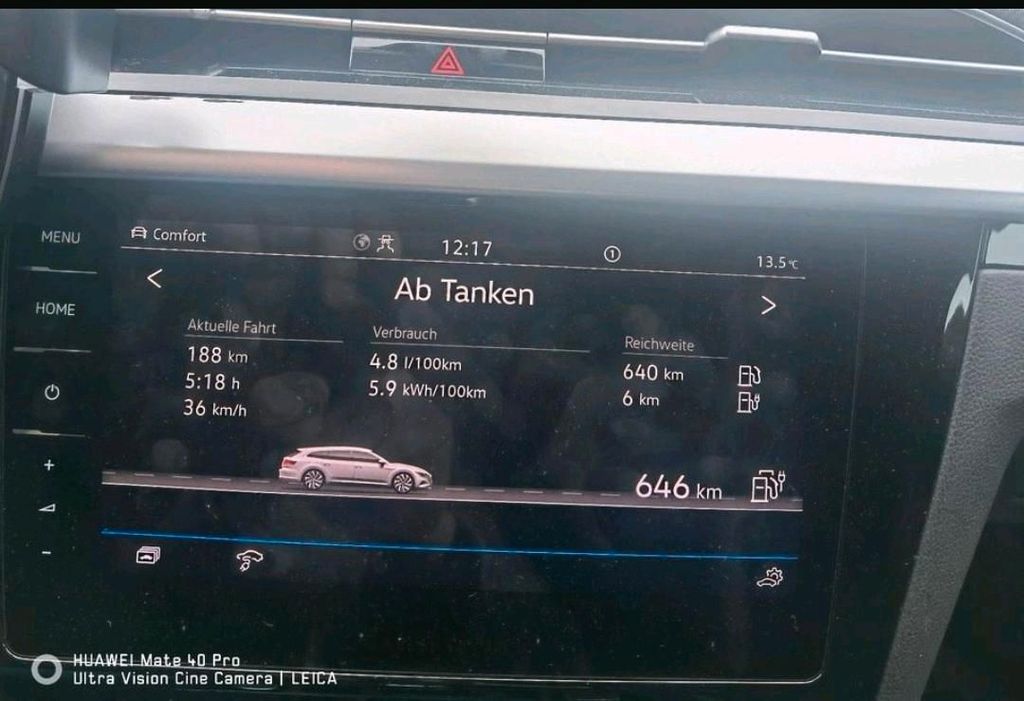 MENU
HOME
Comfort
12:17
1
13.5°C
< Ab Tanken >
Aktuelle Fahrt
188 km
5:18 h
36 km/h
Verbrauch
4.8 l/100km
5.9 kWh/100km
Reichweite
640 km
6 km
646 km
+
-
HUAWEI Mate 40 Pro
Ultra Vision Cine Camera | LEICA